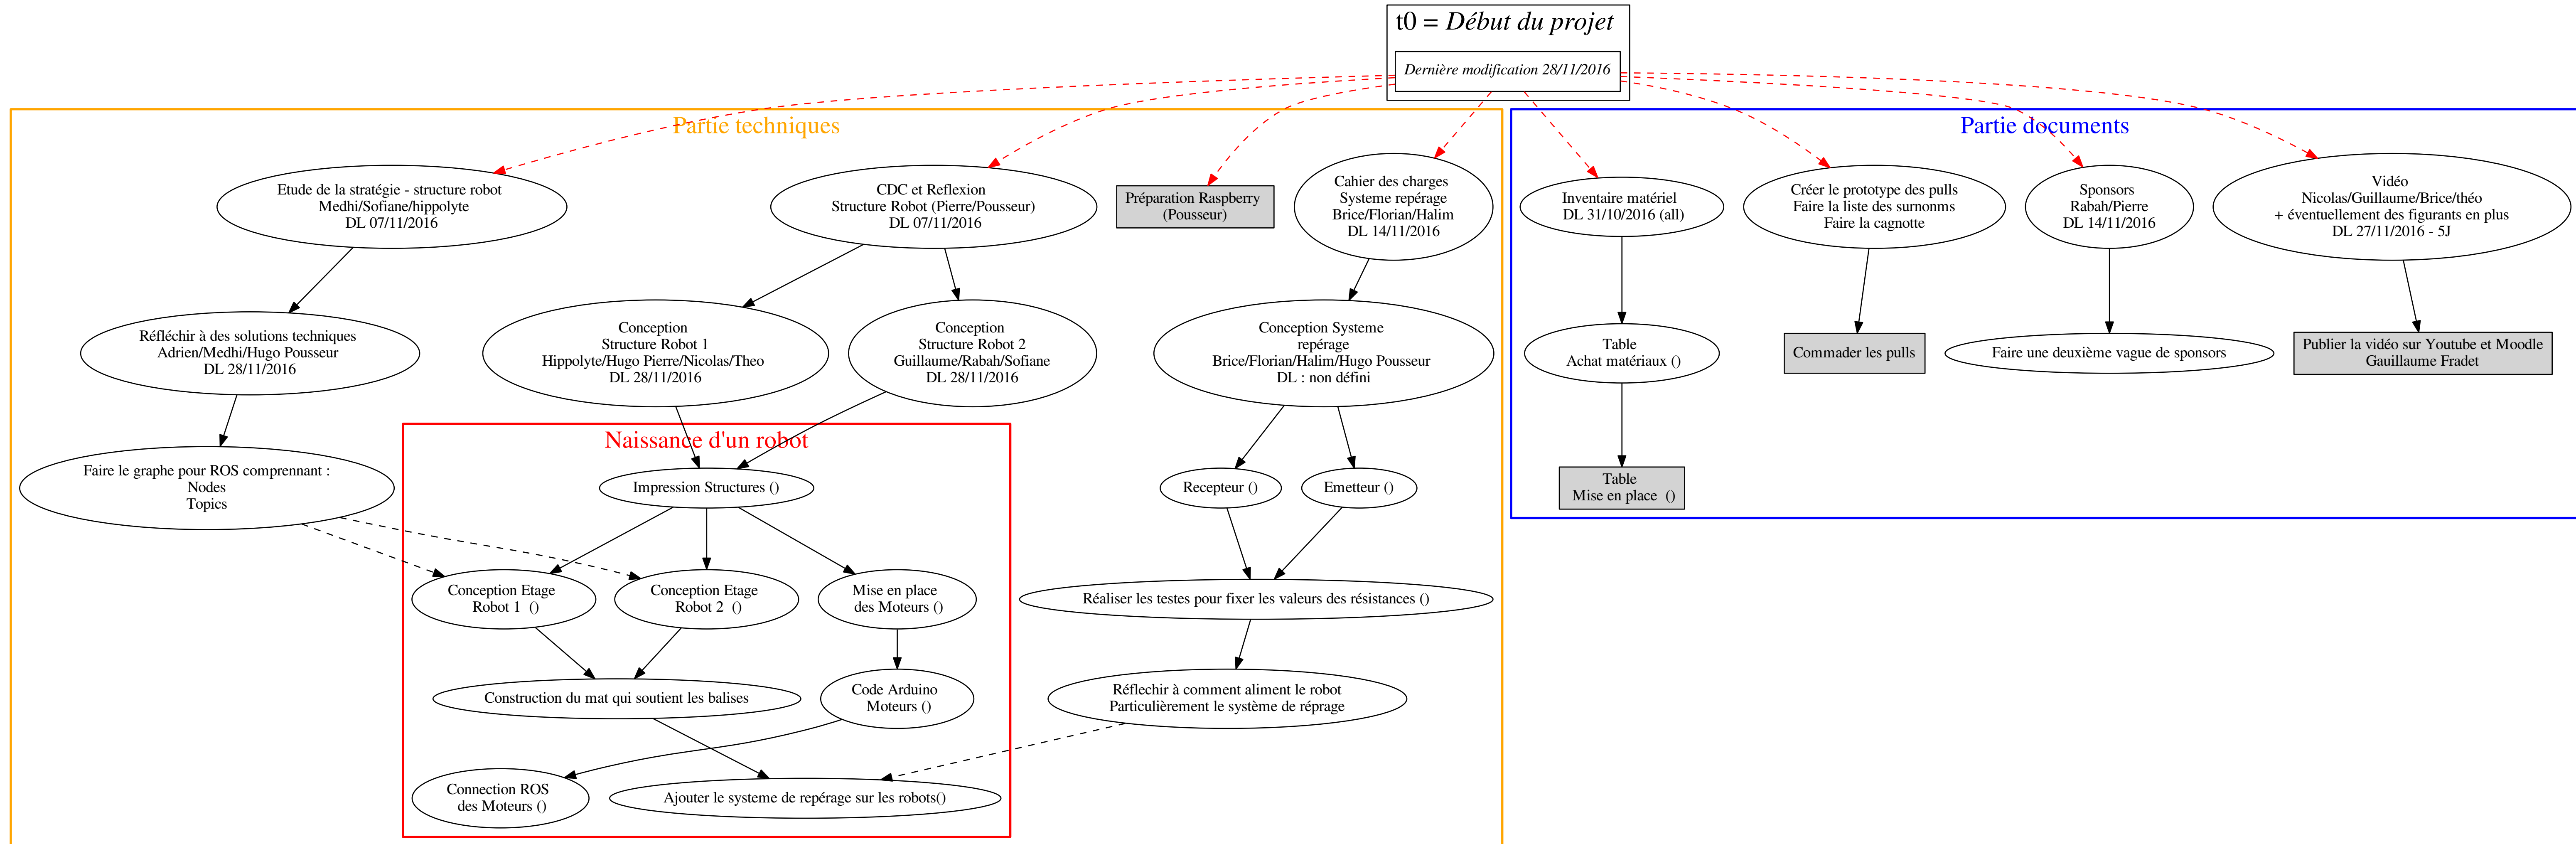 t0 = Début du projet
Dernière modification 28/11/2016
Partie techniques
Partie documents
Etude de la stratégie - structure robot
Medhi/Sofiane/hippolyte
DL 07/11/2016
CDC et Reflexion
Structure Robot (Pierre/Pousseur)
DL 07/11/2016
Préparation Raspberry
(Pousseur)
Cahier des charges
Systeme repérage
Brice/Florian/Halim
DL 14/11/2016
Inventaire matériel
DL 31/10/2016 (all)
Créer le prototype des pulls
Faire la liste des surnonms
Faire la cagnotte
Sponsors
Rabah/Pierre
DL 14/11/2016
Vidéo
Nicolas/Guillaume/Brice/théo
+ éventuellement des figurants en plus
DL 27/11/2016 - 5J
Réfléchir à des solutions techniques
Adrien/Medhi/Hugo Pousseur
DL 28/11/2016
Conception
Structure Robot 1
Hippolyte/Hugo Pierre/Nicolas/Theo
DL 28/11/2016
Conception
Structure Robot 2
Guillaume/Rabah/Sofiane
DL 28/11/2016
Conception Systeme
repérage
Brice/Florian/Halim/Hugo Pousseur
DL : non défini
Table
Achat matériaux ()
Commader les pulls
Faire une deuxième vague de sponsors
Publier la vidéo sur Youtube et Moodle
Gauillaume Fradet
Naissance d'un robot
Faire le graphe pour ROS comprennant :
Nodes
Topics
Impression Structures ()
Recepteur ()
Emetteur ()
Table
Mise en place  ()
Conception Etage
Robot 1  ()
Conception Etage
Robot 2  ()
Mise en place
des Moteurs ()
Réaliser les testes pour fixer les valeurs des résistances ()
Construction du mat qui soutient les balises
Code Arduino
Moteurs ()
Réflechir à comment aliment le robot
Particulièrement le système de réprage
Connection ROS
des Moteurs ()
Ajouter le systeme de repérage sur les robots()